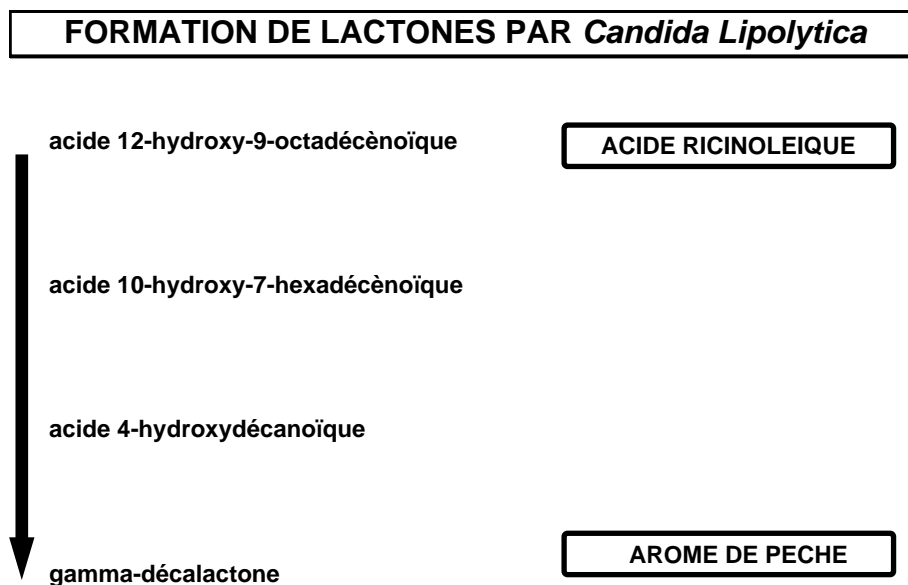 FORMATION DE LACTONES PAR Candida Lipolytica
acide 12-hydroxy-9-octadécènoïque
ACIDE RICINOLEIQUE
acide 10-hydroxy-7-hexadécènoïque
acide 4-hydroxydécanoïque
AROME DE PECHE
gamma-décalactone